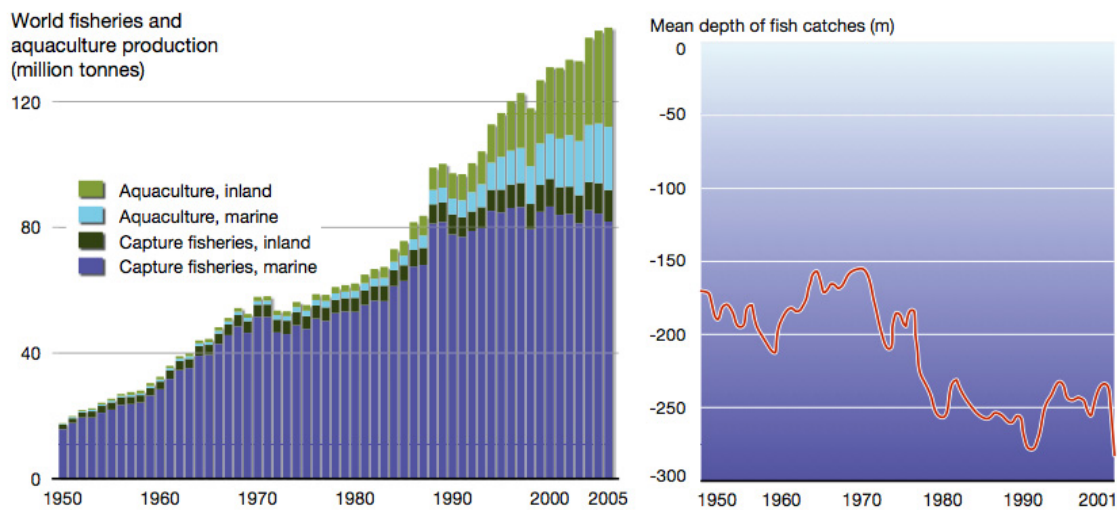 World fisheries and
aquaculture production
(million tonnes)
120
80
40
0
Aquaculture, inland
Aquaculture, marine
Capture fisheries, inland
Capture fisheries, marine
1950 1960 1970 1980 1990 2000 2005
Mean depth of fish catches (m)
0
-50
-100
-150
-200
-250
-300
1950 1960 1970 1980 1990 2001